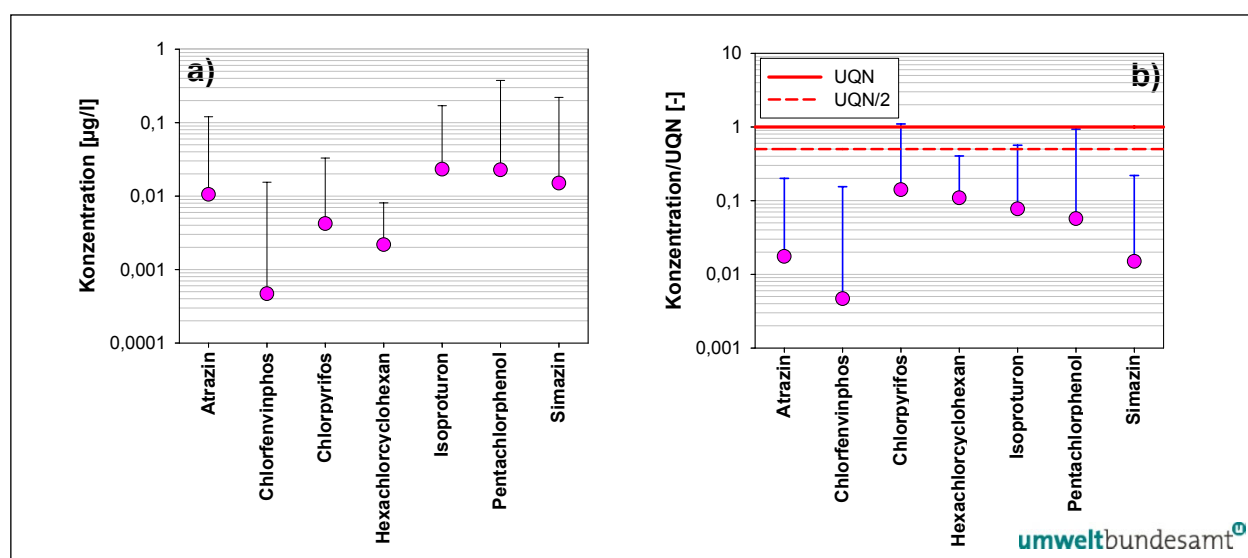 a)
Konzentration [µg/l]
1
0,1
0,01
0,001
0,0001
Atrazin
Chlorfenvinphos
Chlorpyrifos
Hexachlorcyclohexan
Isoproturon
Pentachlorphenol
Simazin
b)
Konzentration/UQN [-]
10
1
0,1
0,01
0,001
UQN
UQN/2
Atrazin
Chlorfenvinphos
Chlorpyrifos
Hexachlorcyclohexan
Isoproturon
Pentachlorphenol
Simazin
umweltbundesamt U